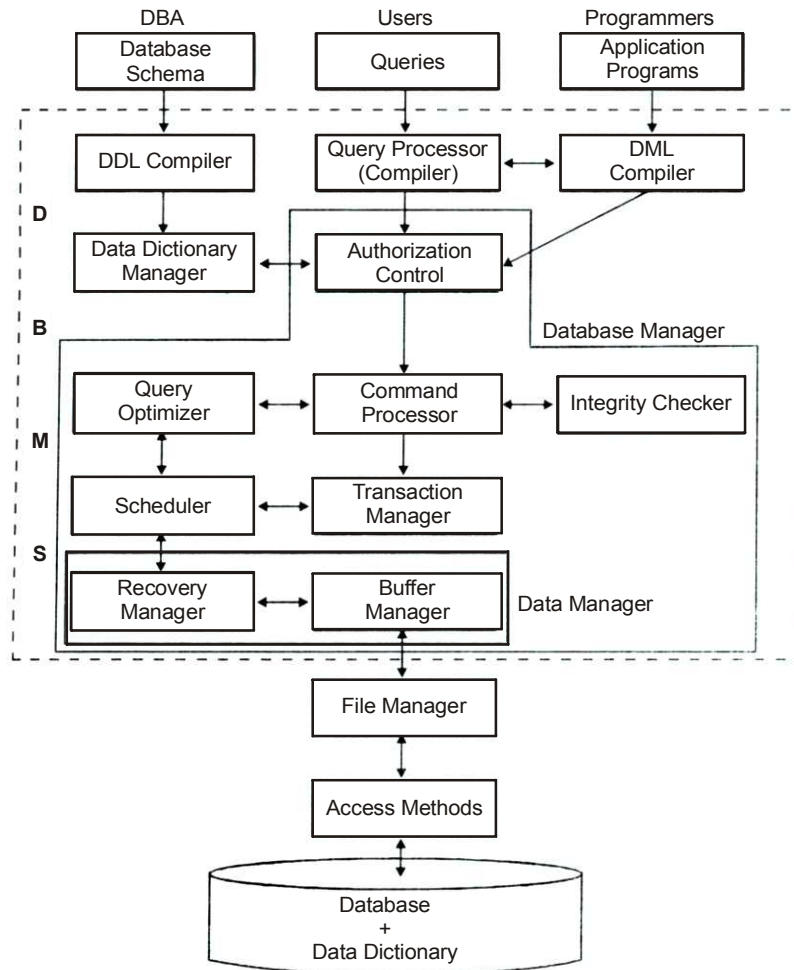 DBA
Users
Programmers
Database
Schema
Queries
Application
Programs
DDL Compiler
Query Processor
(Compiler)
DML
Compiler
D
Data Dictionary
Manager
Authorization
Control
B
Database Manager
Query
Optimizer
Command
Processor
Integrity Checker
M
Scheduler
Transaction
Manager
S
Recovery
Manager
Buffer
Manager
Data Manager
File Manager
Access Methods
Database
+
Data Dictionary